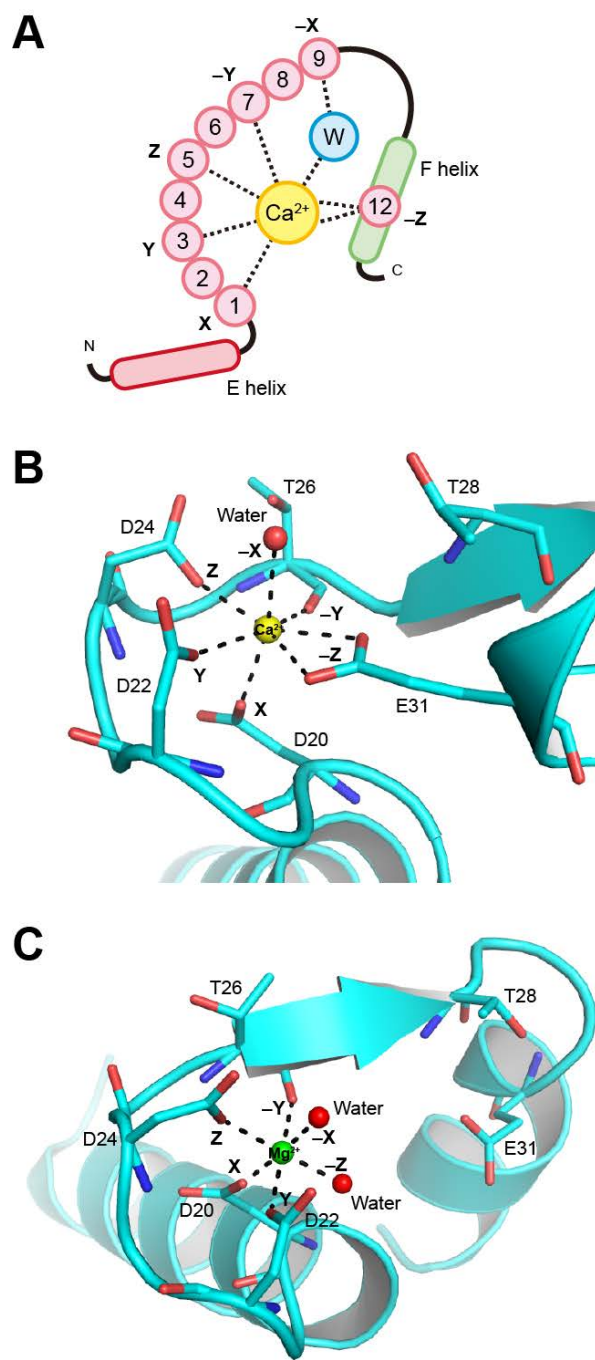 A
–X
9
–Y
8
7
W
6
Z
5
F helix
4
Ca²⁺
12
–Z
Y
3
2
C
1
X
N
E helix
B
T26
T28
Water
D24
–X
Z
–Y
Ca²⁺
–Z
D22
Y
E31
X
D20
C
T26
T28
–Y
Water
–X
D24
Z
Mg²⁺
E31
X
–Z
D20
Y
D22
Water